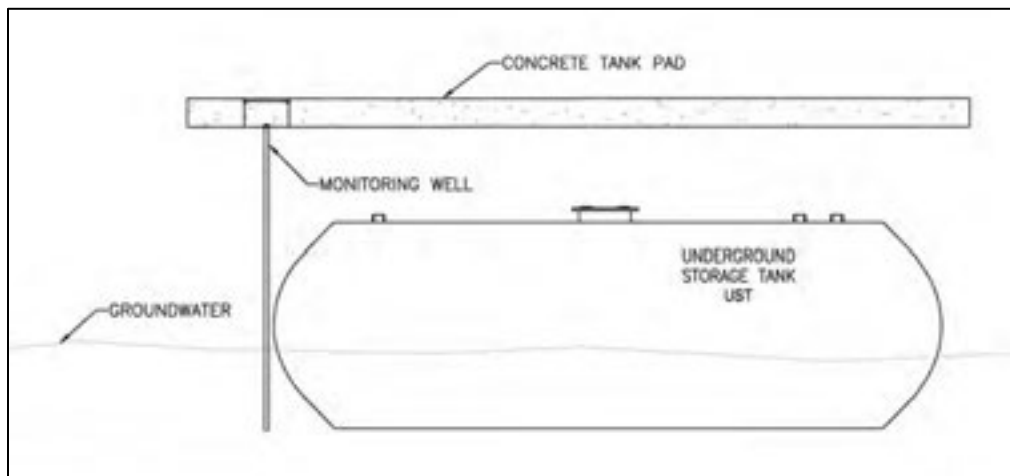 CONCRETE TANK PAD
MONITORING WELL
UNDERGROUND
STORAGE TANK
UST
GROUNDWATER